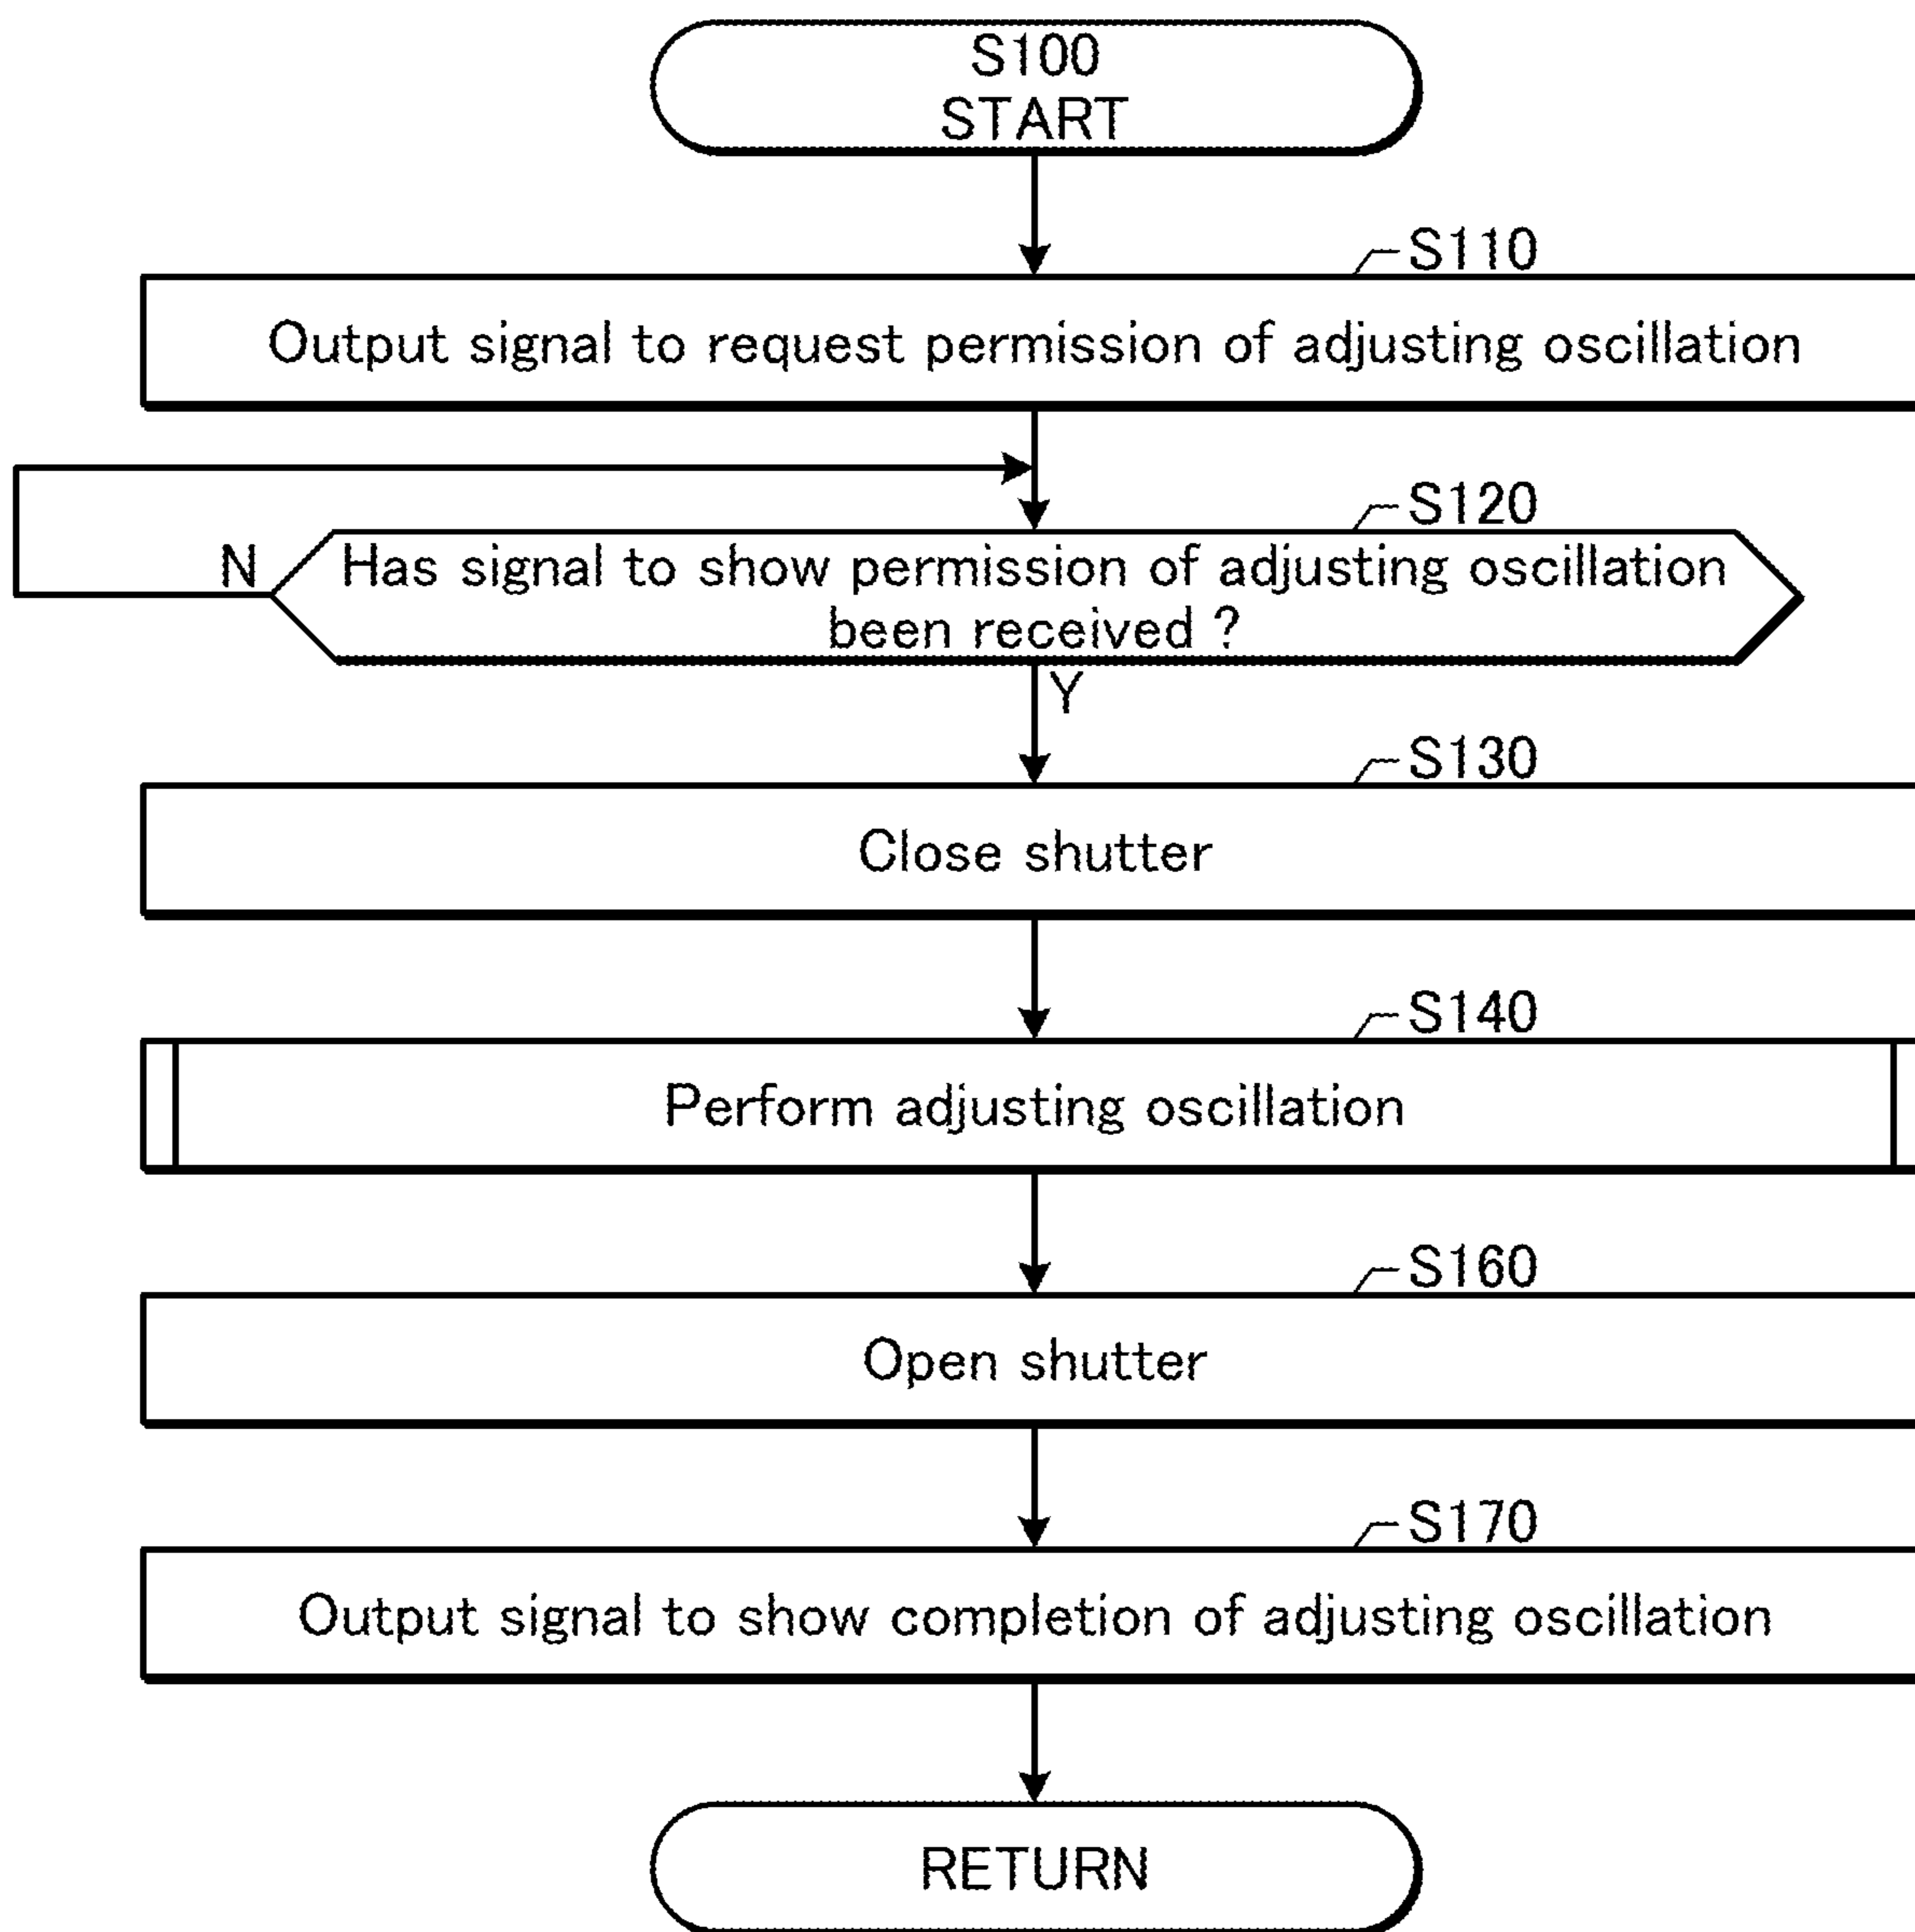 S100
START
S110
Output signal to request permission of adjusting oscillation
S120
N
Has signal to show permission of adjusting oscillation
been received ?
Y
S130
Close shutter
S140
Perform adjusting oscillation
S160
Open shutter
S170
Output signal to show completion of adjusting oscillation
RETURN